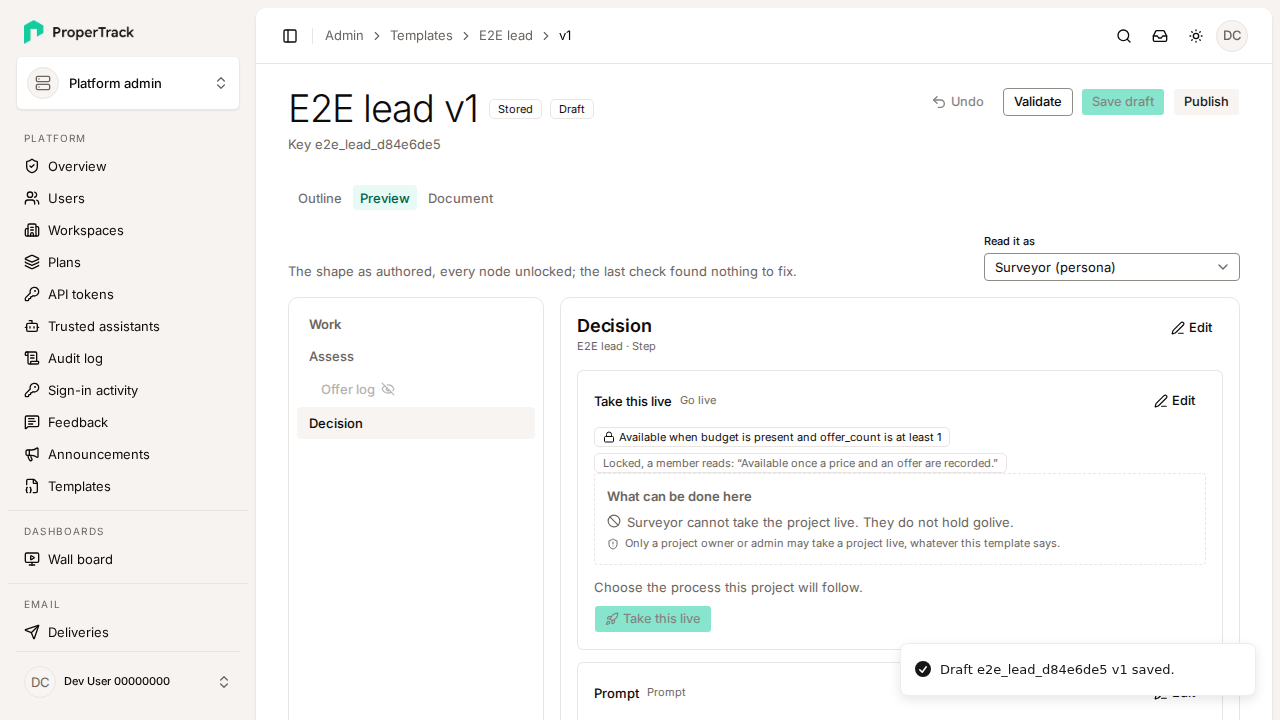 ProperTrack
Admin
Templates
E2E lead
v1
DC
Platform admin
PLATFORM
Overview
Users
Workspaces
Plans
API tokens
Trusted assistants
Audit log
Sign-in activity
Feedback
Announcements
Templates
DASHBOARDS
Wall board
EMAIL
Deliveries
DC Dev User 00000000
E2E lead v1 Stored Draft
Undo Validate Save draft Publish
Key e2e_lead_d84e6de5
Outline Preview Document
Read it as
The shape as authored, every node unlocked; the last check found nothing to fix.
Surveyor (persona)
Work
Assess
Offer log
Decision
Decision
Edit
E2E lead · Step
Take this live Go live
Edit
Available when budget is present and offer_count is at least 1
Locked, a member reads: “Available once a price and an offer are recorded.”
What can be done here
Surveyor cannot take the project live. They do not hold golive.
Only a project owner or admin may take a project live, whatever this template says.
Choose the process this project will follow.
Take this live
Prompt Prompt
Draft e2e_lead_d84e6de5 v1 saved.